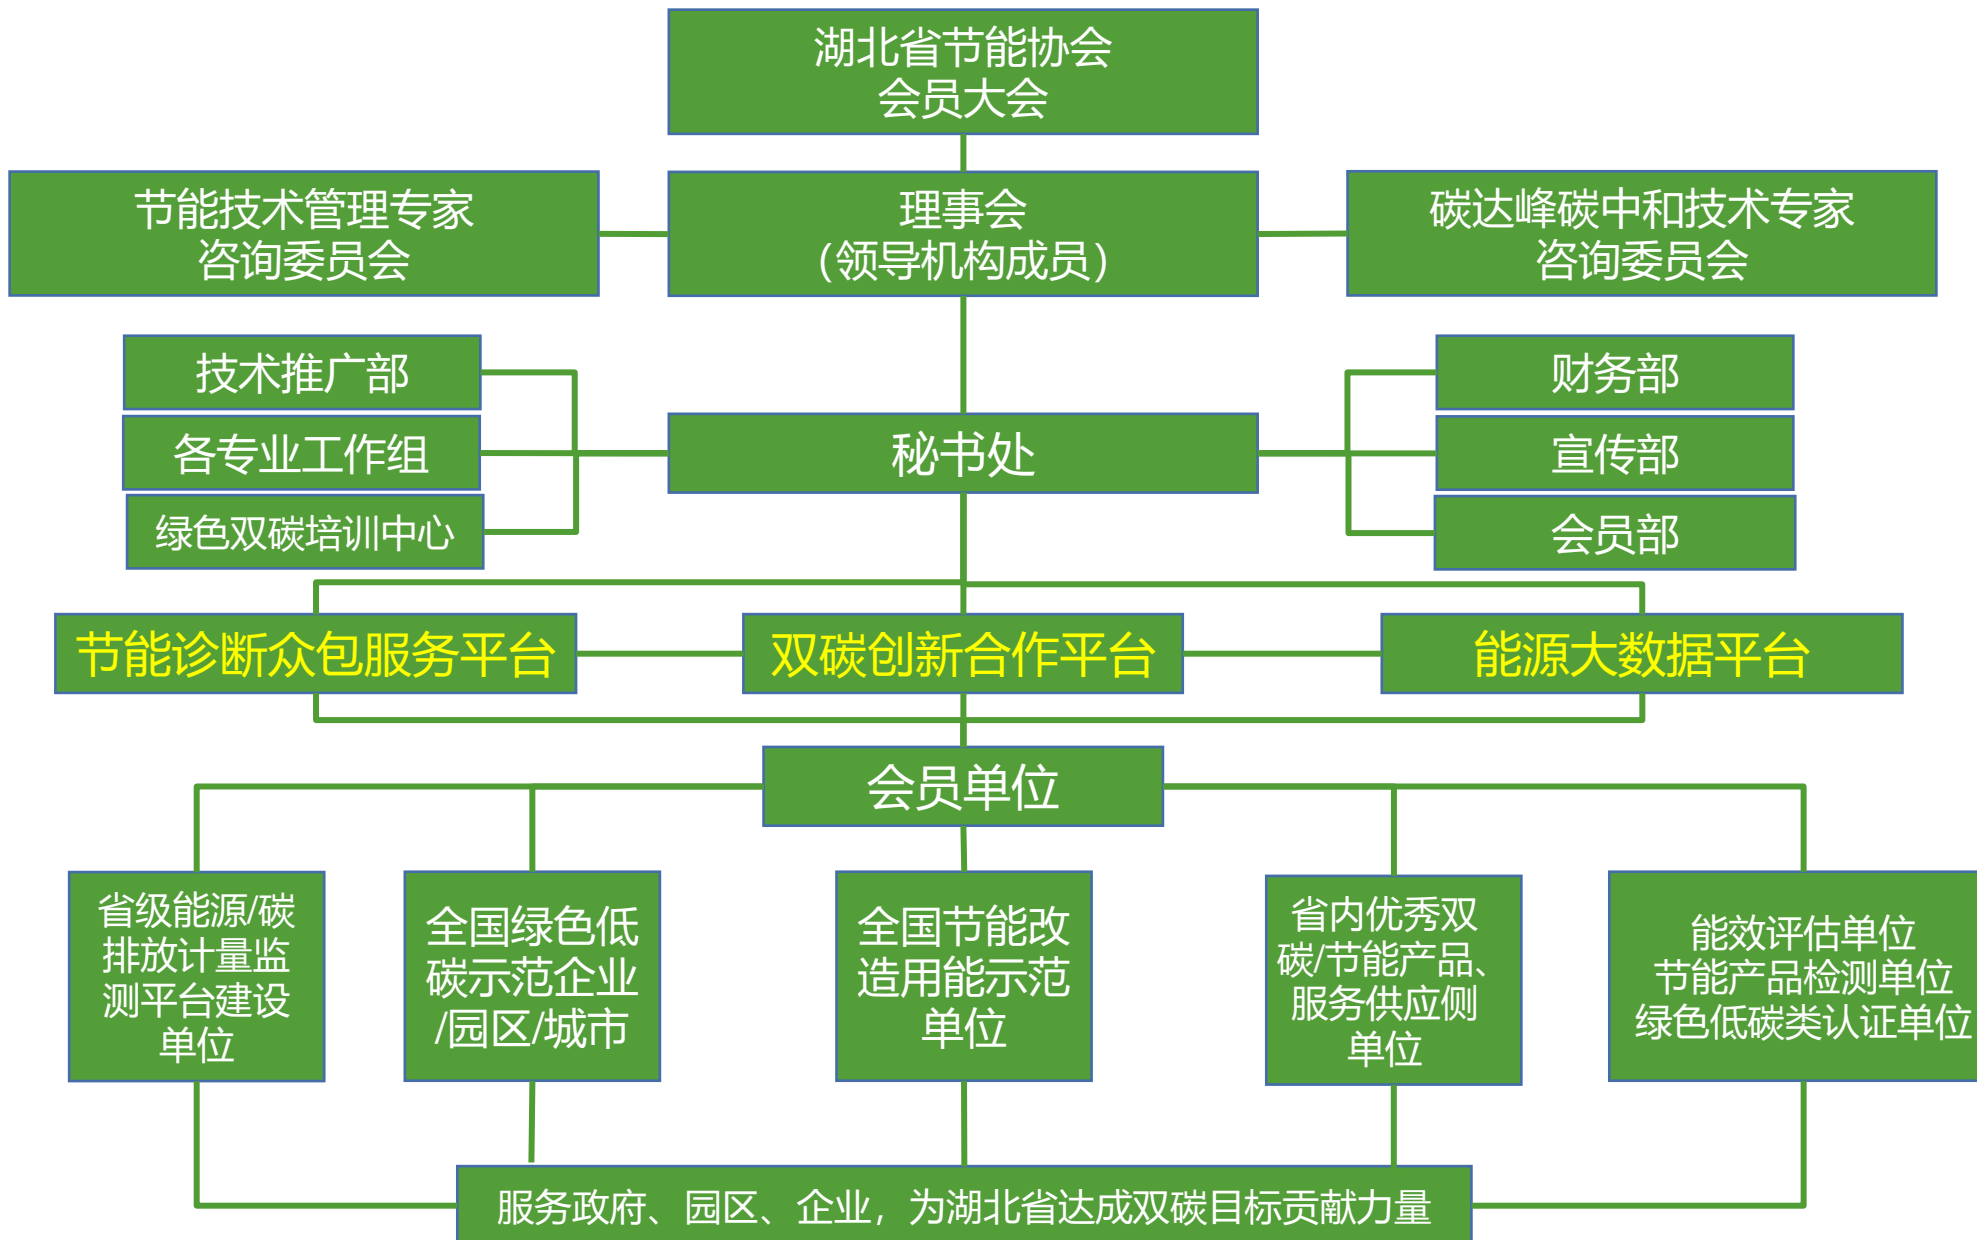 湖北省节能协会
会员大会
节能技术管理专家
咨询委员会
理事会
(领导机构成员)
碳达峰碳中和技术专家
咨询委员会
技术推广部
各专业工作组
绿色双碳培训中心
秘书处
财务部
宣传部
会员部
节能诊断众包服务平台
双碳创新合作平台
能源大数据平台
会员单位
省级能源/碳
排放计量监
测平台建设
单位
全国绿色低
碳示范企业
/园区/城市
全国节能改
造用能示范
单位
省内优秀双
碳/节能产品、
服务供应侧
单位
能效评估单位
节能产品检测单位
绿色低碳类认证单位
服务政府、园区、企业，为湖北省达成双碳目标贡献力量